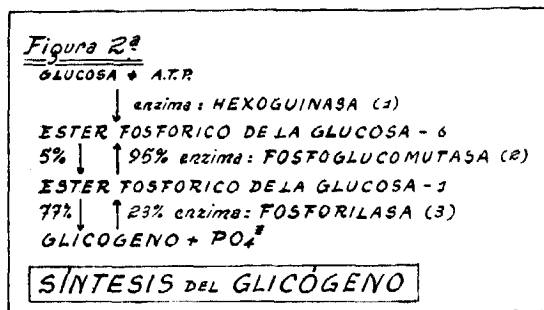 Figura 2ª
GLUCOSA + A.T.P.
enzima: HEXOGUINASA (1)
ESTER FOSFORICO DE LA GLUCOSA - 6
5% 95% enzima: FOSFOGLUCOMUTASA (2)
ESTER FOSFORICO DE LA GLUCOSA - 1
77% 23% enzima: FOSFORILASA (3)
GLICOGENO + PO₄≡
SÍNTESIS DEL GLICÓGENO